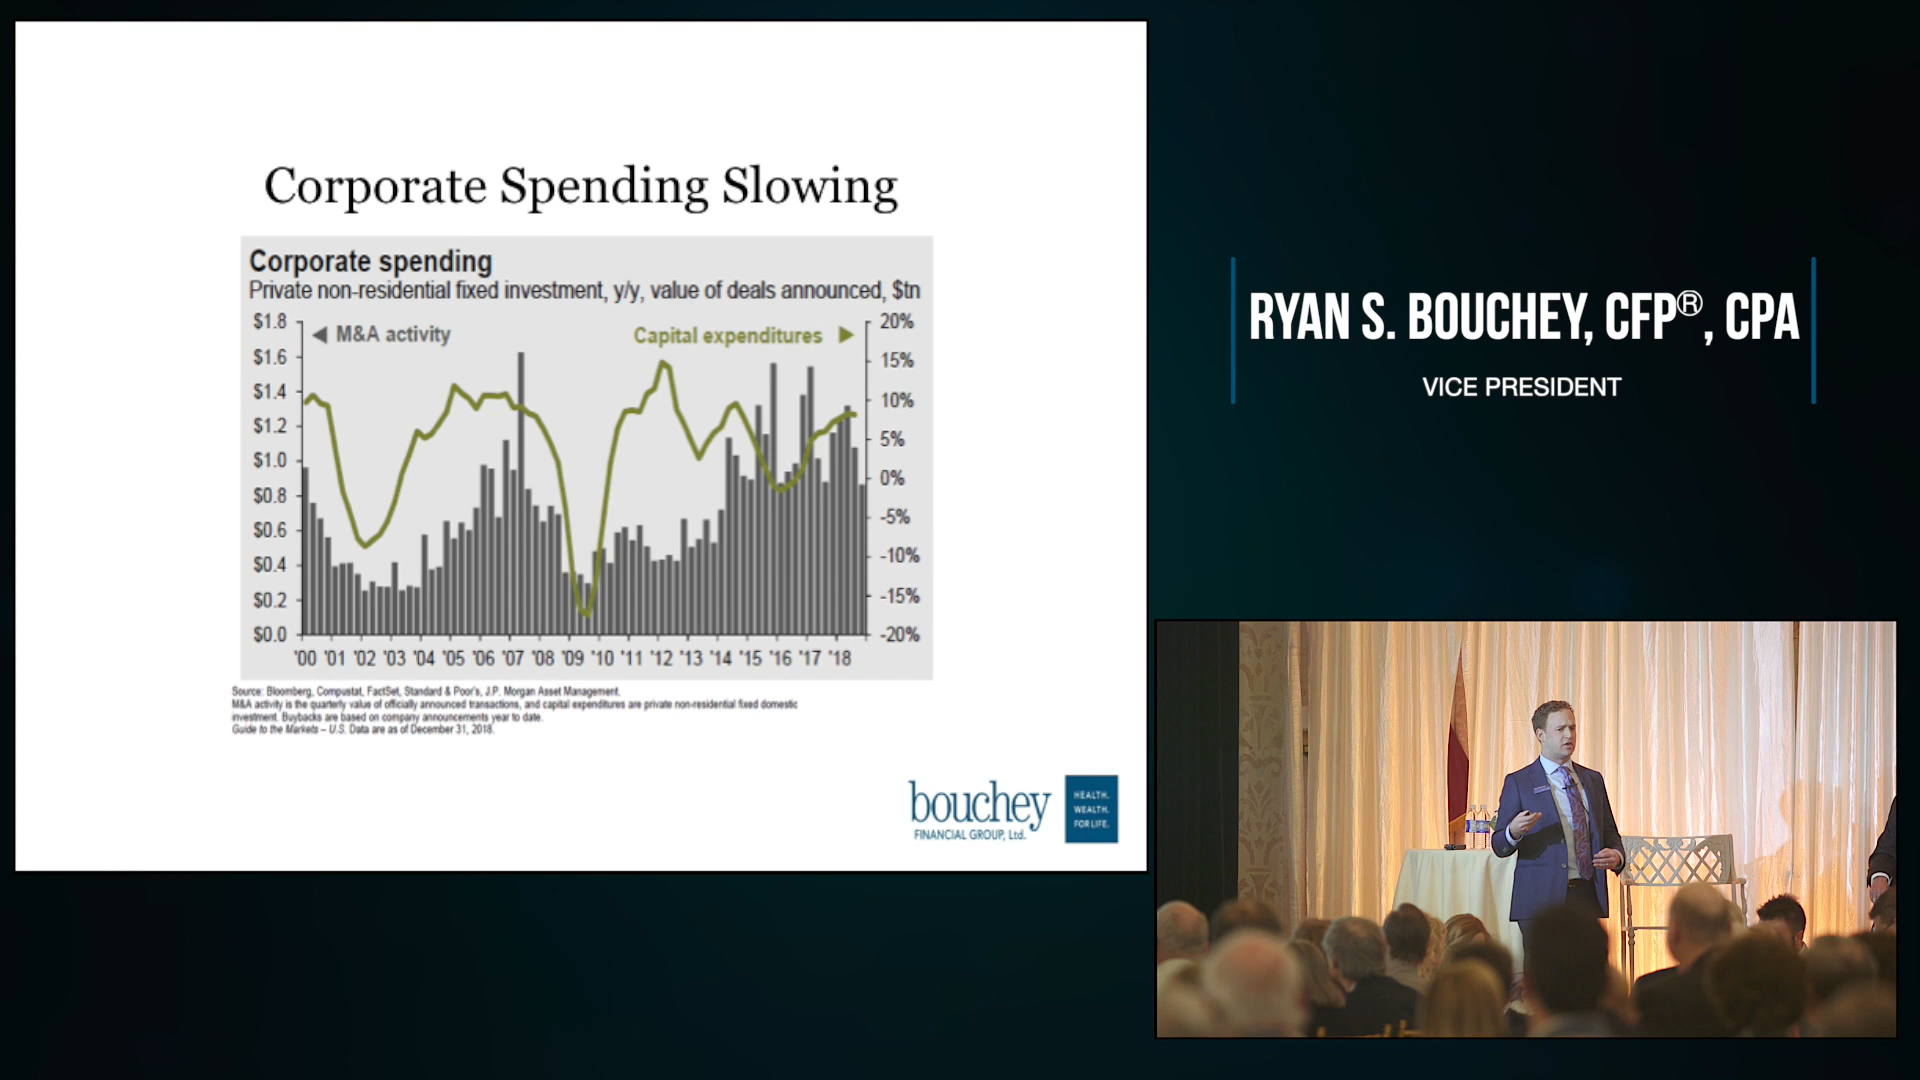 Corporate Spending Slowing
Corporate spending
Private non-residential fixed investment, y/y, value of deals announced, $tn
$1.8
$1.6
$1.4
$1.2
$1.0
$0.8
$0.6
$0.4
$0.2
$0.0
M&A activity
Capital expenditures
20%
15%
10%
5%
0%
-5%
-10%
-15%
-20%
'00 '01 '02 '03 '04 '05 '06 '07 '08 '09 '10 '11 '12 '13 '14 '15 '16 '17 '18
Source: Bloomberg, Compustat, FactSet, Standard & Poor's, J.P. Morgan Asset Management.
M&A activity is the quarterly value of officially announced transactions, and capital expenditures are private non-residential fixed domestic
investment. Buybacks are based on company announcements year to date.
Guide to the Markets – U.S. Data are as of December 31, 2018.
bouchey
FINANCIAL GROUP, Ltd.
HEALTH.
WEALTH.
FOR LIFE.
RYAN S. BOUCHEY, CFP®, CPA
VICE PRESIDENT